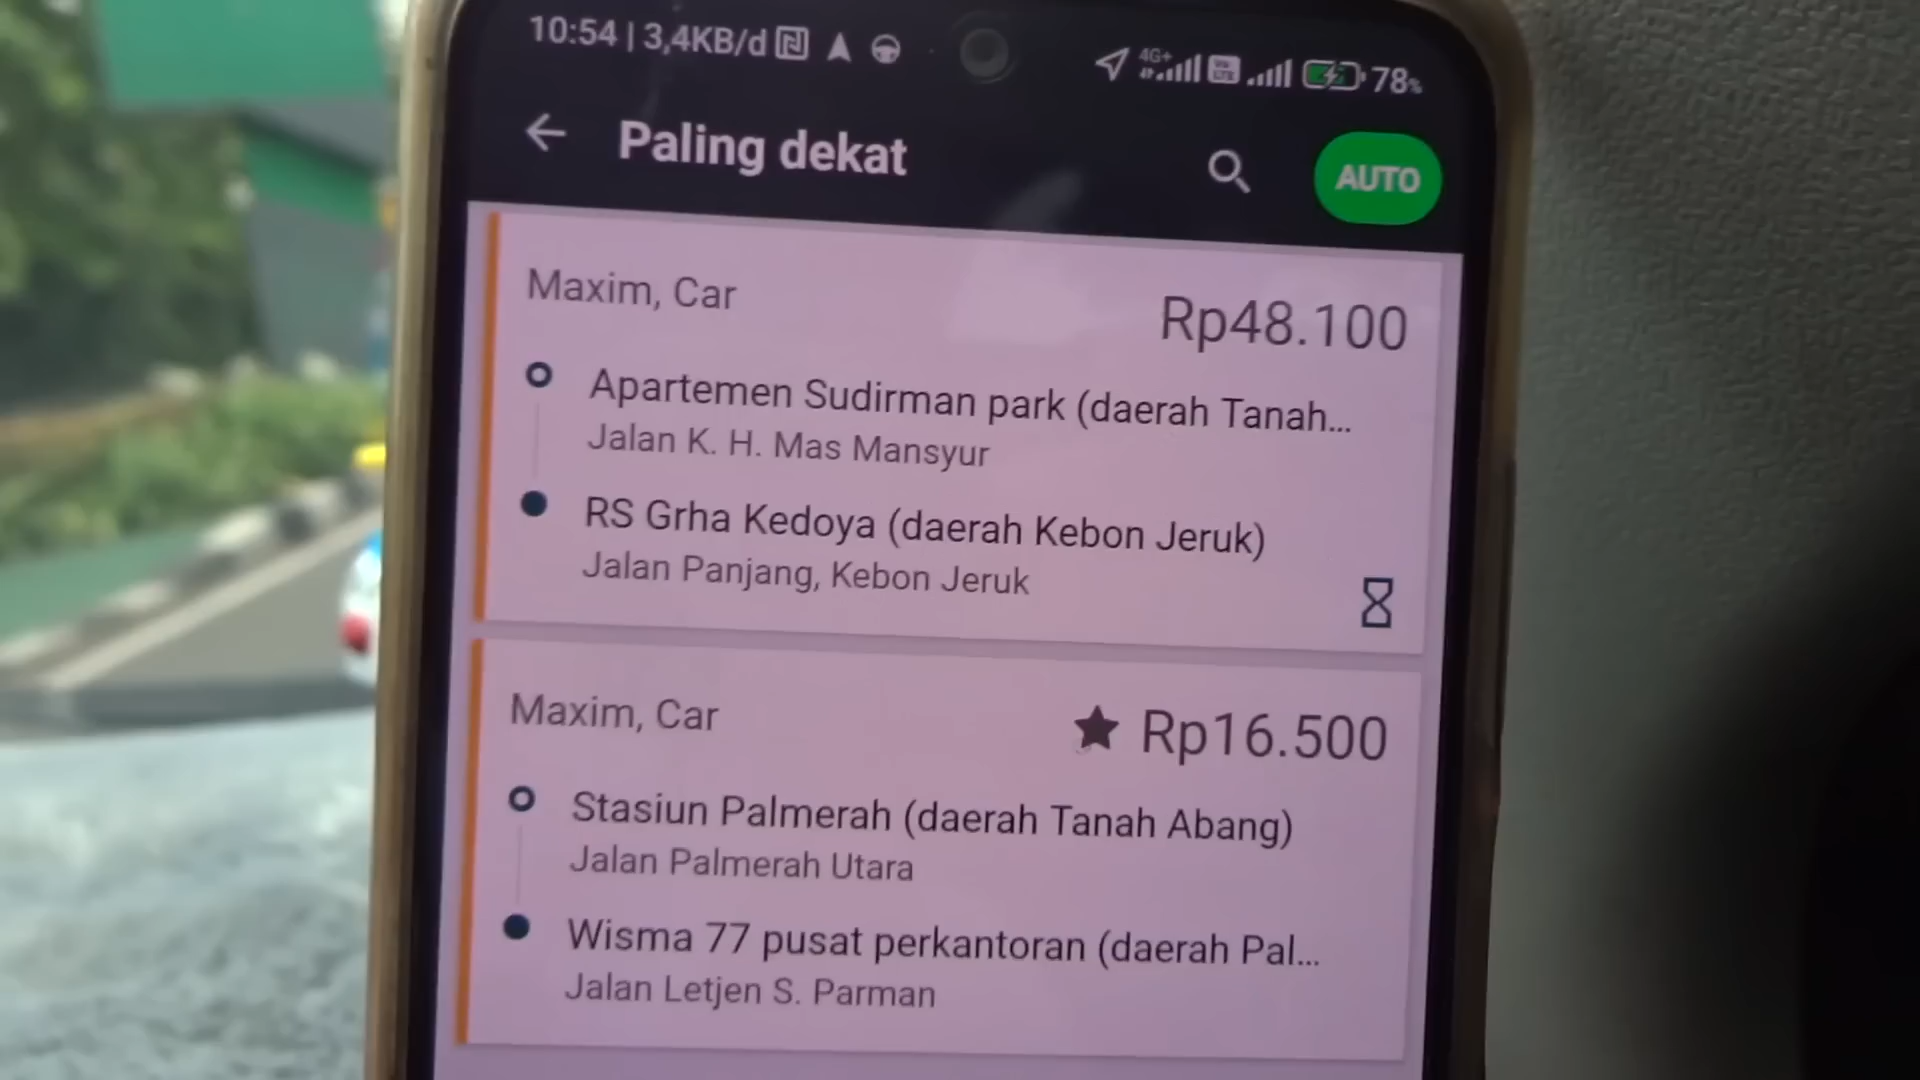 10:54 | 3,4KB/d
4G+
Vo LTE
78%
Paling dekat
AUTO
Maxim, Car
Rp48.100
Apartemen Sudirman park (daerah Tanah...
Jalan K. H. Mas Mansyur
RS Grha Kedoya (daerah Kebon Jeruk)
Jalan Panjang, Kebon Jeruk
Maxim, Car
Rp16.500
Stasiun Palmerah (daerah Tanah Abang)
Jalan Palmerah Utara
Wisma 77 pusat perkantoran (daerah Pal...
Jalan Letjen S. Parman